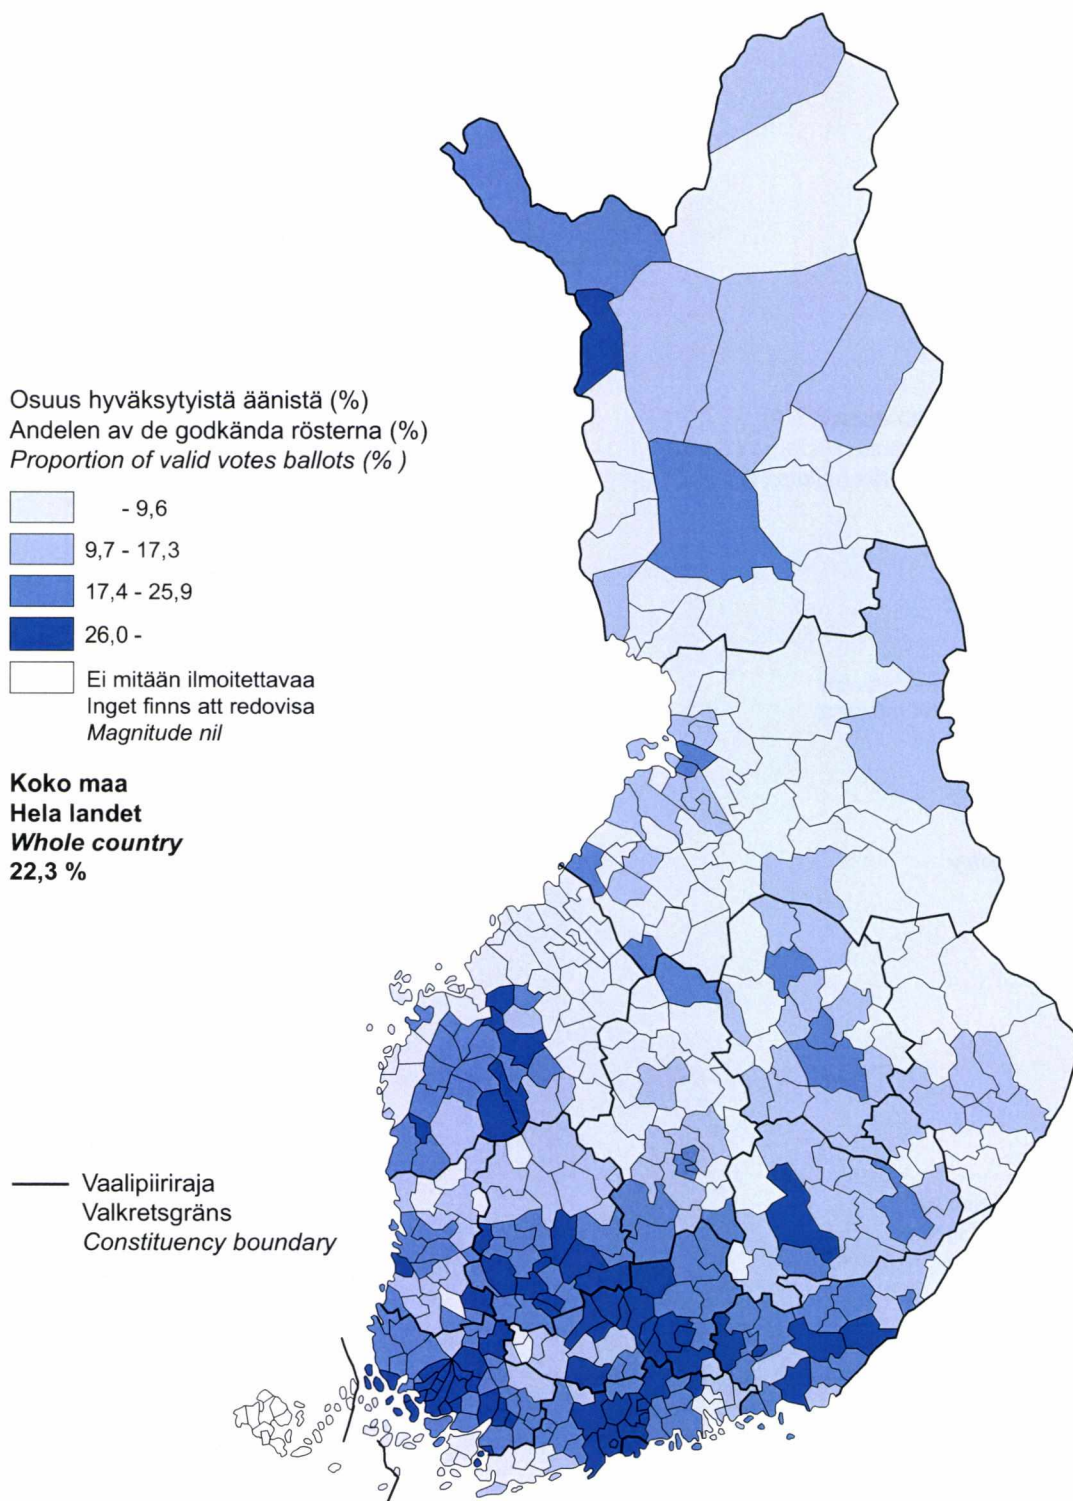 Osuus hyväksytyistä äänistä (%)
Andelen av de godkända rösterna (%)
Proportion of valid votes ballots (% )
- 9,6
9,7 - 17,3
17,4 - 25,9
26,0 -
Ei mitään ilmoitettavaa
Inget finns att redovisa
Magnitude nil
Koko maa
Hela landet
Whole country
22,3 %
Vaalipiiriraja
Valkretsgräns
Constituency boundary